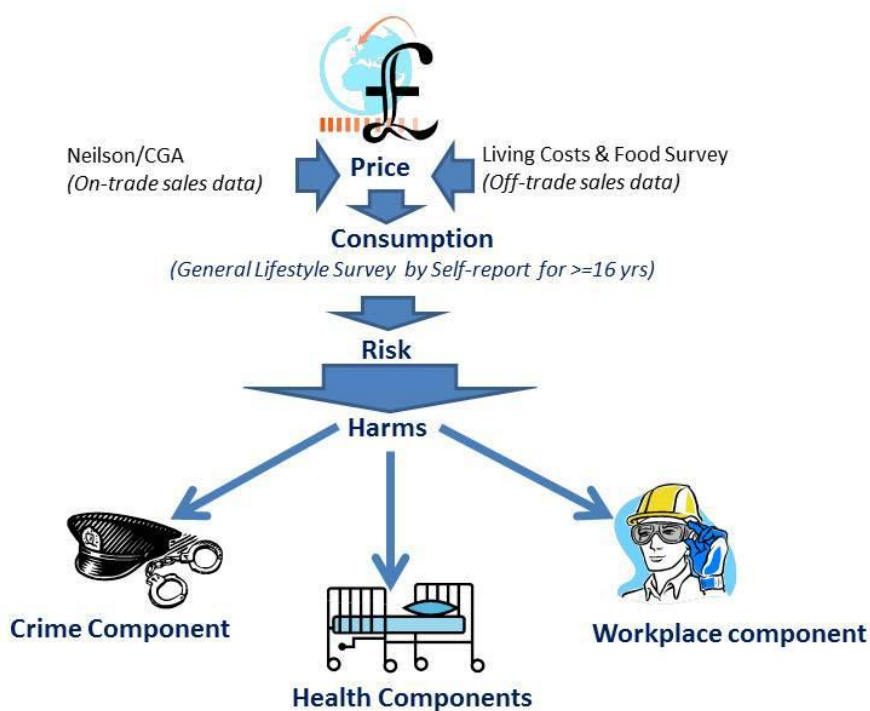 £
Neilson/CGA
(On-trade sales data)
Price
Living Costs & Food Survey
(Off-trade sales data)
Consumption
(General Lifestyle Survey by Self-report for >=16 yrs)
Risk
Harms
Crime Component
Health Components
Workplace component